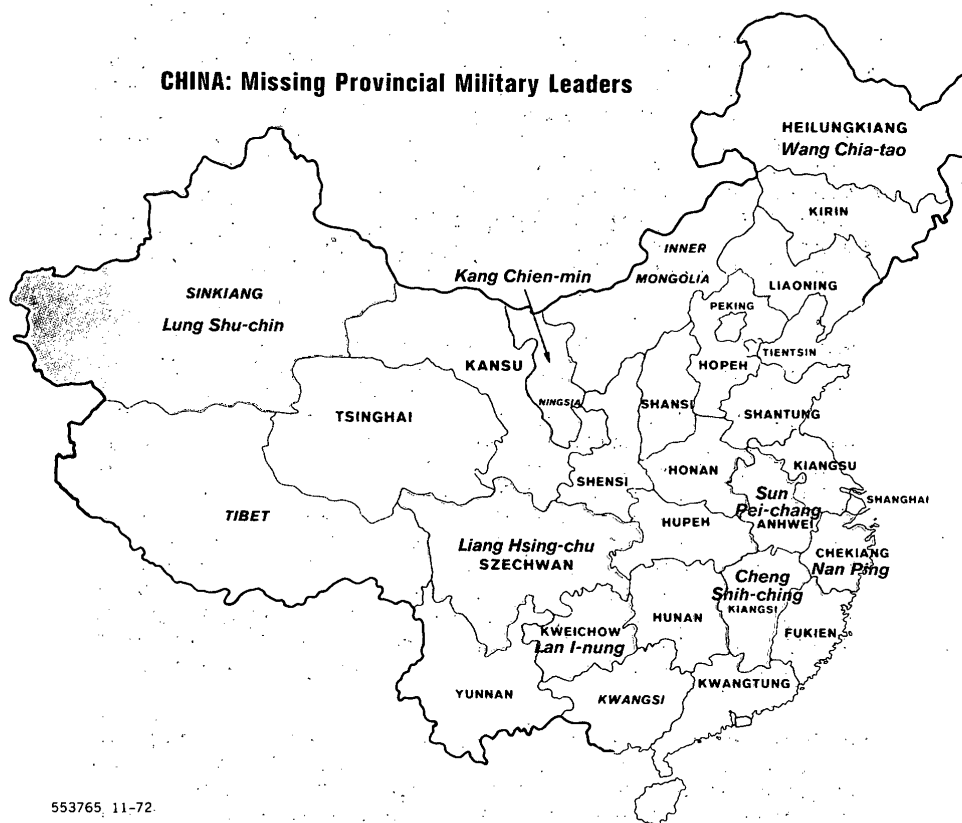 CHINA: Missing Provincial Military Leaders
HEILUNGKIANG
Wang Chia-tao
KIRIN
INNER
MONGOLIA
Kang Chien-min
LIAONING
SINKIANG
Lung Shu-chin
PEKING
TIENTSIN
HOPEH
KANSU
NINGSIA
SHANSI
TSINGHAI
SHANTUNG
SHENSI
HONAN
KIANGSU
SHANGHAI
Sun
Pei-chang
ANHWEI
TIBET
HUPEH
Liang Hsing-chu
SZECHWAN
CHEKIANG
Nan Ping
Cheng
Shih-ching
KIANGSI
HUNAN
KWEICHOW
Lan I-nung
FUKIEN
YUNNAN
KWANGSI
KWANGTUNG
553765 11-72